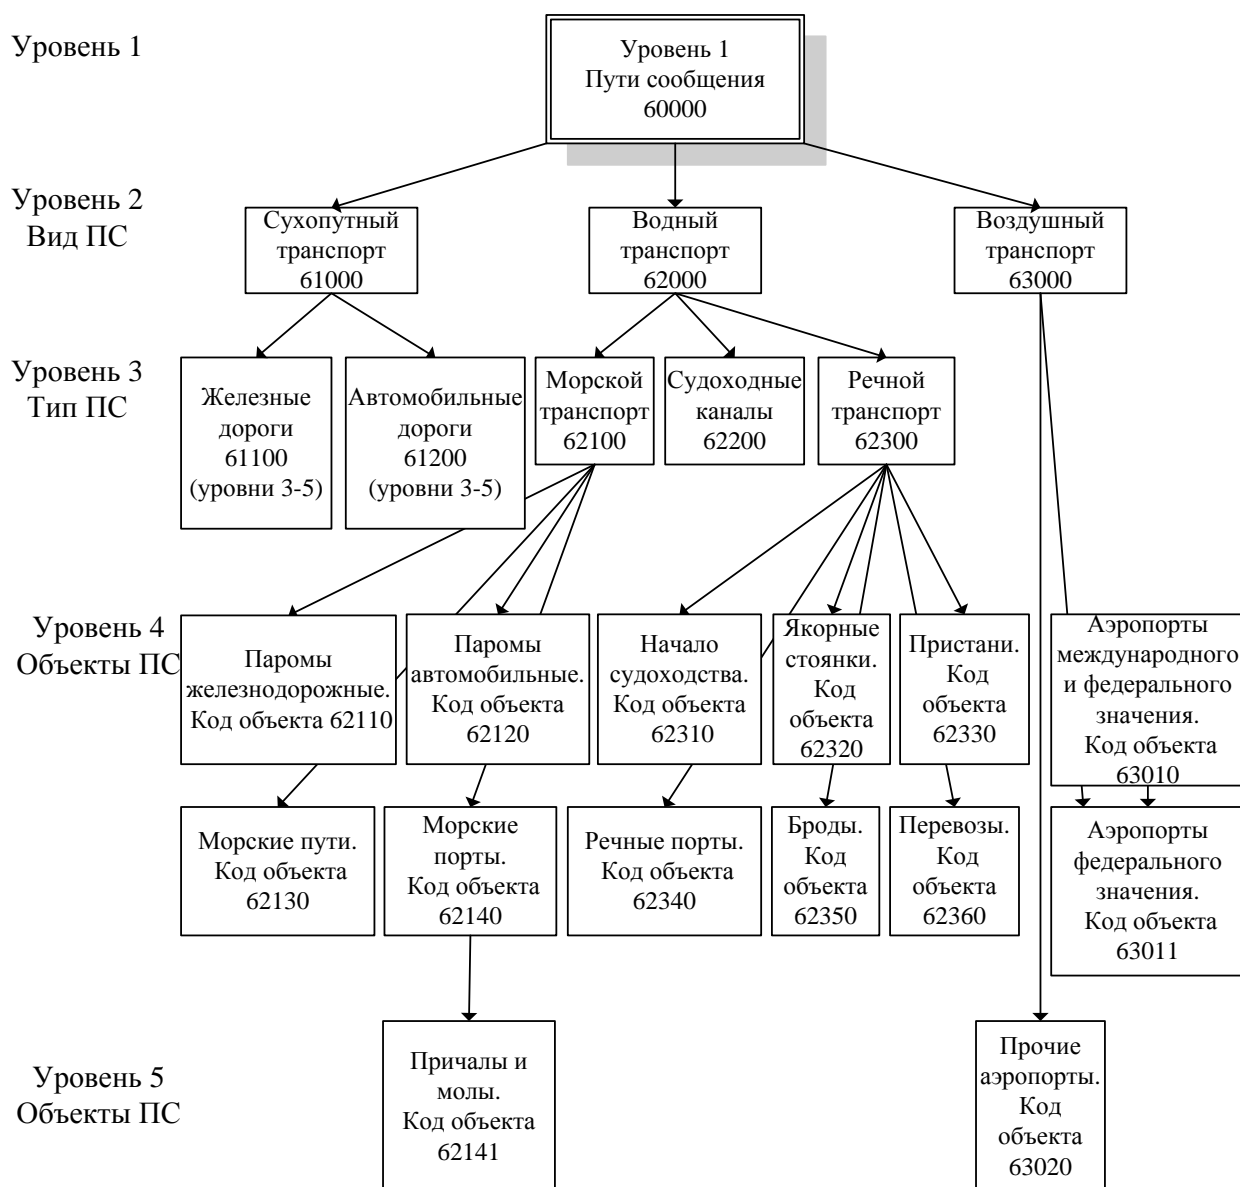 Уровень 1
Уровень 1
Пути сообщения
60000
Уровень 2
Вид ПС
Сухопутный
транспорт
61000
Водный
транспорт
62000
Воздушный
транспорт
63000
Уровень 3
Тип ПС
Железные
дороги
61100
(уровни 3-5)
Автомобильные
дороги
61200
(уровни 3-5)
Морской
транспорт
62100
Судоходные
каналы
62200
Речной
транспорт
62300
Уровень 4
Объекты ПС
Паромы
железнодорожные.
Код объекта 62110
Паромы
автомобильные.
Код объекта
62120
Начало
судоходства.
Код объекта
62310
Якорные
стоянки.
Код
объекта
62320
Пристани.
Код
объекта
62330
Аэропорты
международного
и федерального
значения.
Код объекта
63010
Морские пути.
Код объекта
62130
Морские
порты.
Код объекта
62140
Речные порты.
Код объекта
62340
Броды.
Код
объекта
62350
Перевозы.
Код
объекта
62360
Аэропорты
федерального
значения.
Код объекта
63011
Уровень 5
Объекты ПС
Причалы и
молы.
Код объекта
62141
Прочие
аэропорты.
Код
объекта
63020